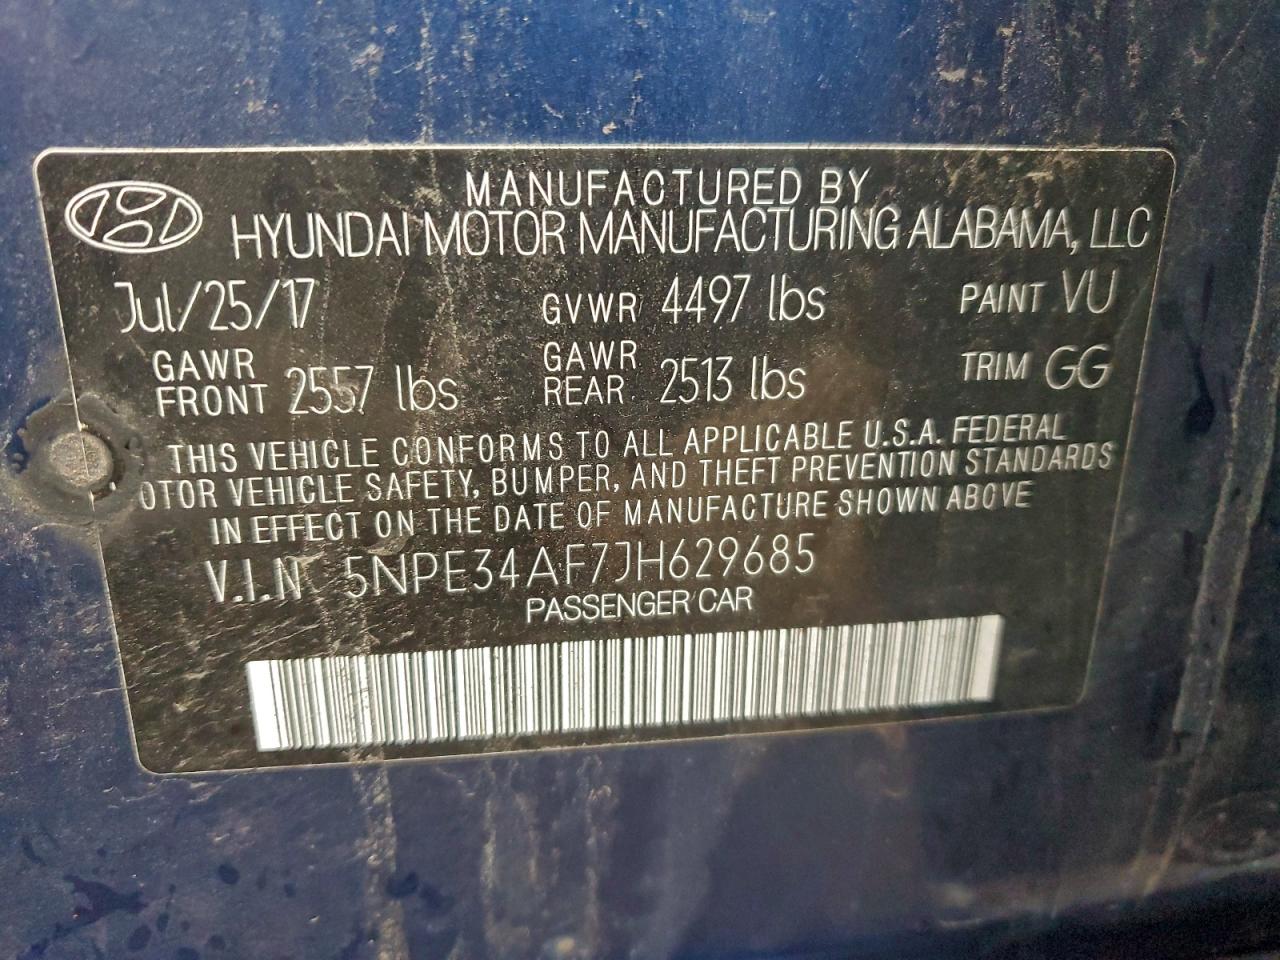 MANUFACTURED BY
HYUNDAI MOTOR MANUFACTURING ALABAMA, LLC
Jul/25/17 GVWR 4497 lbs PAINT VU
GAWR FRONT 2557 lbs GAWR REAR 2513 lbs TRIM GG
THIS VEHICLE CONFORMS TO ALL APPLICABLE U.S.A. FEDERAL
OTOR VEHICLE SAFETY, BUMPER, AND THEFT PREVENTION STANDARDS
IN EFFECT ON THE DATE OF MANUFACTURE SHOWN ABOVE
V.I.N 5NPE34AF7JH629685
PASSENGER CAR